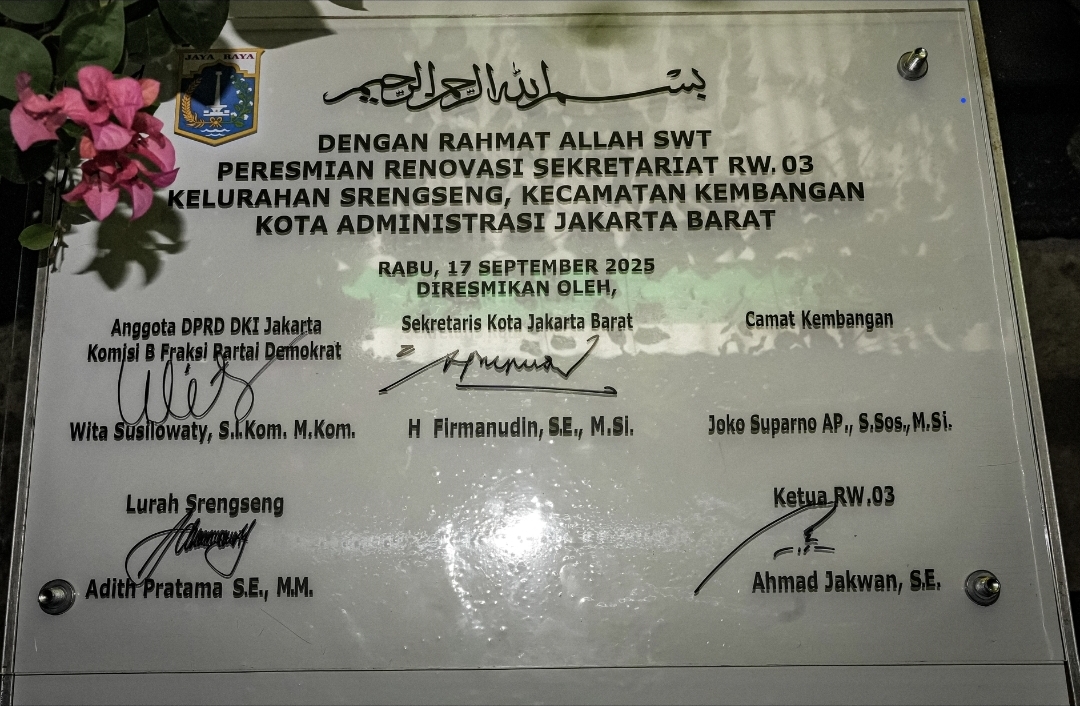 JAYA RAYA
بسم الله الرحمن الرحيم
DENGAN RAHMAT ALLAH SWT
PERESMIAN RENOVASI SEKRETARIAT RW. 03
KELURAHAN SRENGSENG, KECAMATAN KEMBANGAN
KOTA ADMINISTRASI JAKARTA BARAT
RABU, 17 SEPTEMBER 2025
DIRESMIKAN OLEH,
Anggota DPRD DKI Jakarta
Komisi B Fraksi Partai Demokrat
Wita Susilowaty, S.I.Kom. M.Kom.
Sekretaris Kota Jakarta Barat
H Firmanudin, S.E., M.Si.
Camat Kembangan
Joko Suparno AP., S.Sos., M.Si.
Lurah Srengseng
Adith Pratama S.E., M.M.
Ketua RW.03
Ahmad Jakwan, S.E.